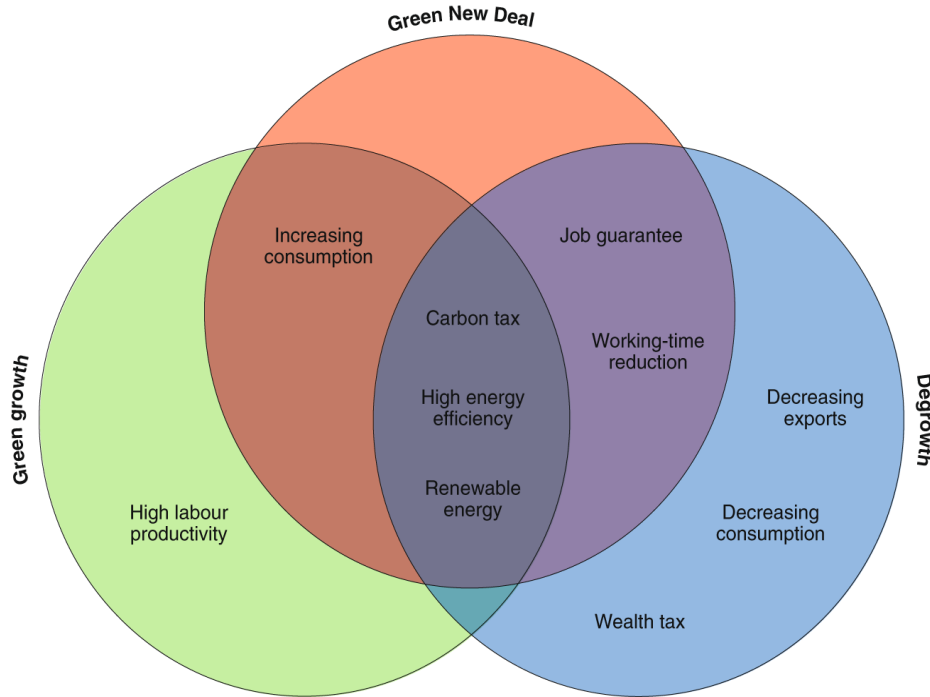 Green New Deal
Increasing
consumption
Job guarantee
Carbon tax
Working-time
reduction
Green growth
High energy
efficiency
Decreasing
exports
Degrowth
Renewable
energy
High labour
productivity
Decreasing
consumption
Wealth tax